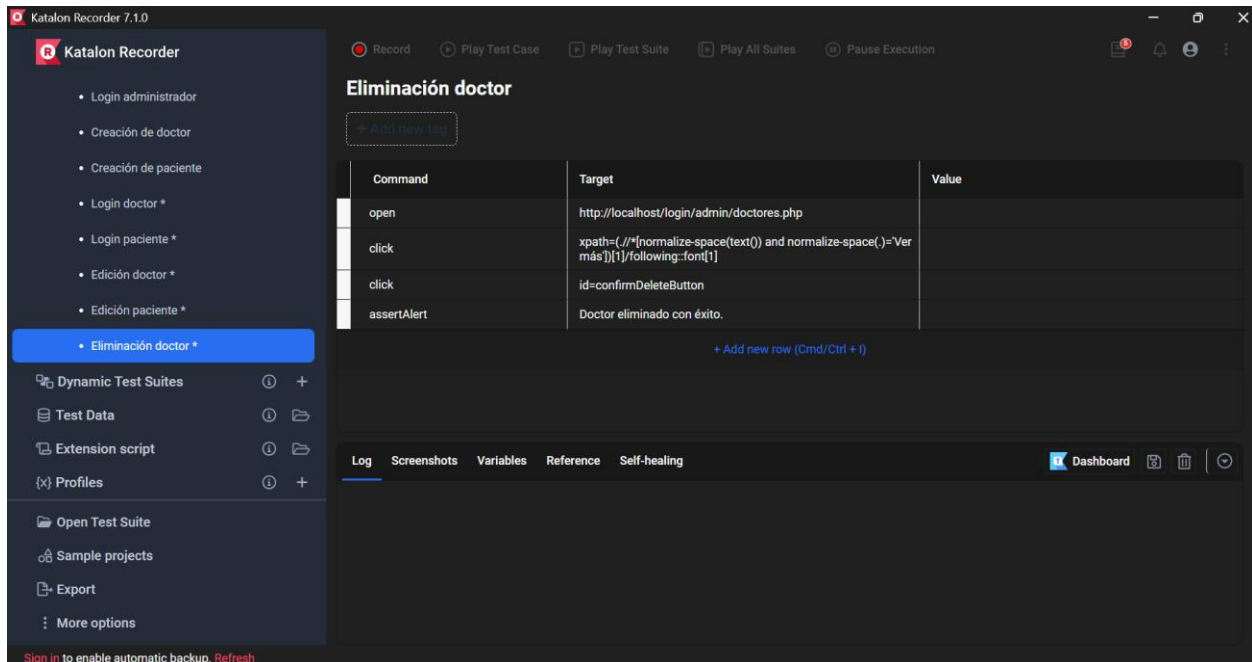 Katalon Recorder 7.1.0
Katalon Recorder
Record Play Test Case Play Test Suite Play All Suites Pause Execution
Login administrador
Creación de doctor
Creación de paciente
Login doctor *
Login paciente *
Edición doctor *
Edición paciente *
Eliminación doctor *
Dynamic Test Suites
Test Data
Extension script
{x} Profiles
Open Test Suite
Sample projects
Export
More options
Sign in to enable automatic backup. Refresh
Eliminación doctor
+ Add new tag
Command Target Value
open http://localhost/login/admin/doctores.php
click xpath=(.//*[normalize-space(text()) and normalize-space(.)='Ver
más'])[1]/following::font[1]
click id=confirmDeleteButton
assertAlert Doctor eliminado con éxito.
+ Add new row (Cmd/Ctrl + I)
Log Screenshots Variables Reference Self-healing Dashboard